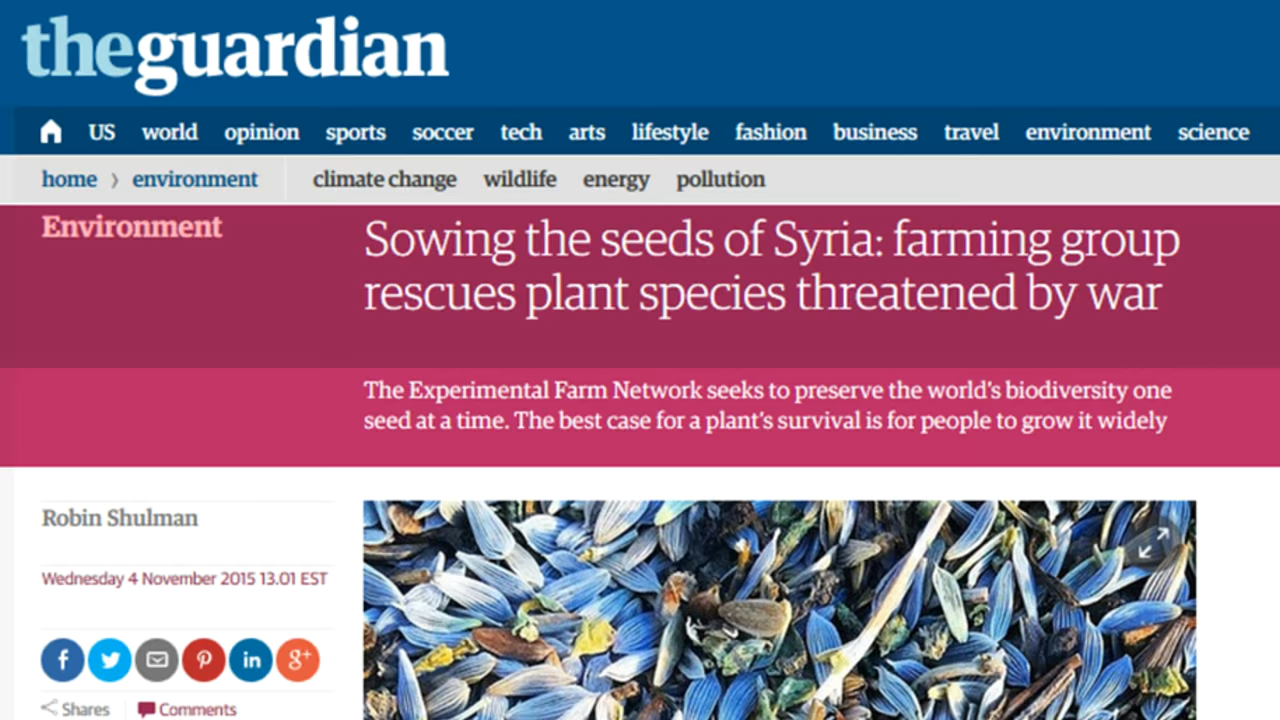 theguardian
US world opinion sports soccer tech arts lifestyle fashion business travel environment science
home › environment climate change wildlife energy pollution
Environment
Sowing the seeds of Syria: farming group
rescues plant species threatened by war
The Experimental Farm Network seeks to preserve the world's biodiversity one
seed at a time. The best case for a plant's survival is for people to grow it widely
Robin Shulman
Wednesday 4 November 2015 13.01 EST
f in g+
Shares Comments